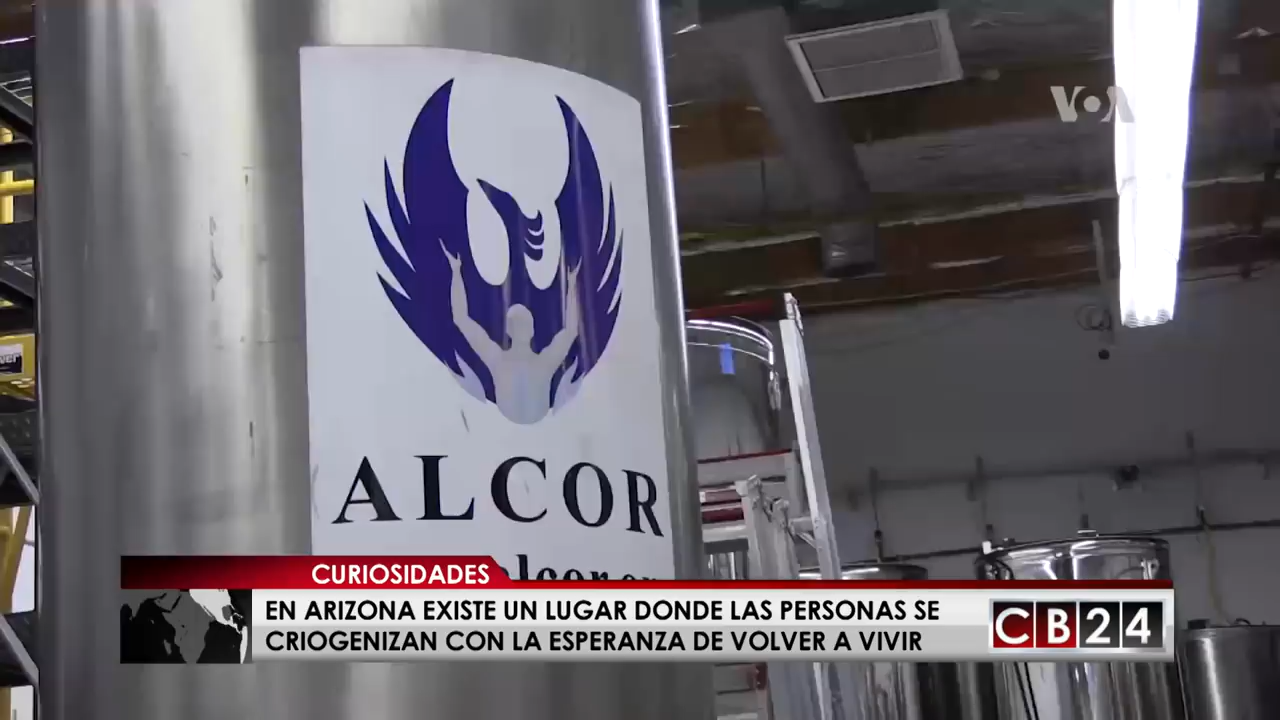 VOA
ALCOR
CURIOSIDADES
EN ARIZONA EXISTE UN LUGAR DONDE LAS PERSONAS SE
CRIOGENIZAN CON LA ESPERANZA DE VOLVER A VIVIR
CB24